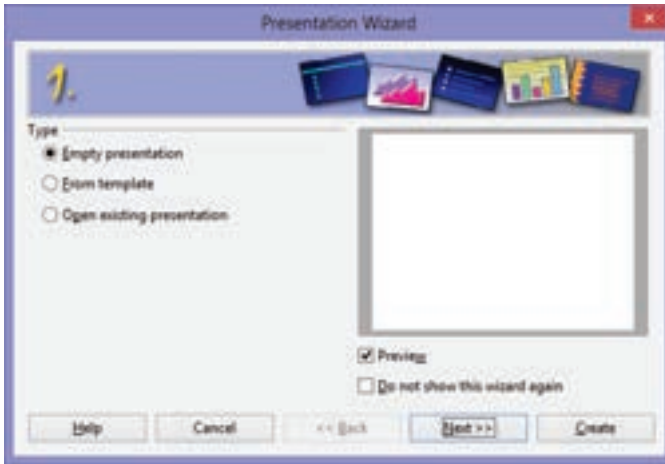 Presentation Wizard
1.
Type
Empty presentation
From template
Open existing presentation
Preview
Do not show this wizard again
Help
Cancel
<< Back
Next >>
Create